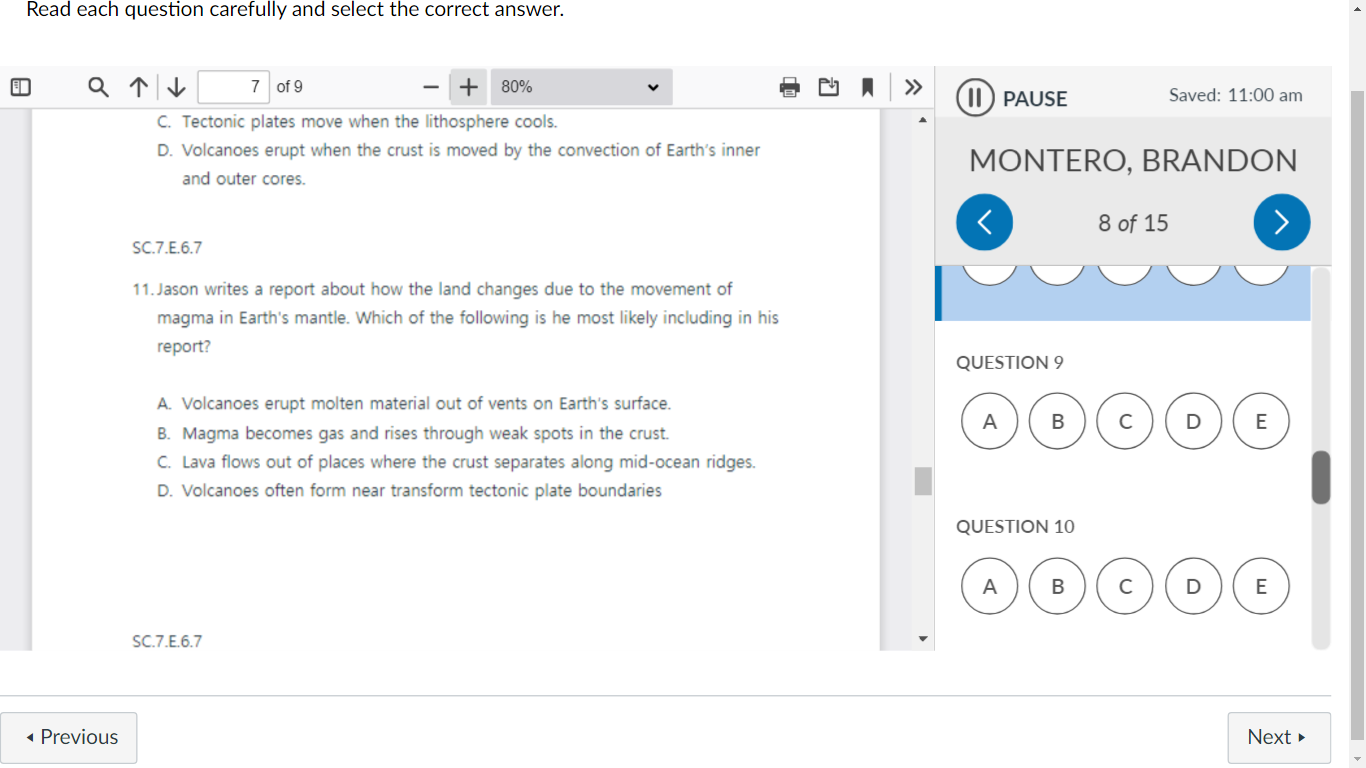 Read each question carefully and select the correct answer.
7 of 9
80%
C. Tectonic plates move when the lithosphere cools.
D. Volcanoes erupt when the crust is moved by the convection of Earth's inner
and outer cores.
SC.7.E.6.7
11. Jason writes a report about how the land changes due to the movement of
magma in Earth's mantle. Which of the following is he most likely including in his
report?
A. Volcanoes erupt molten material out of vents on Earth's surface.
B. Magma becomes gas and rises through weak spots in the crust.
C. Lava flows out of places where the crust separates along mid-ocean ridges.
D. Volcanoes often form near transform tectonic plate boundaries
SC.7.E.6.7
PAUSE
Saved: 11:00 am
MONTERO, BRANDON
8 of 15
QUESTION 9
A B C D E
QUESTION 10
A B C D E
Previous
Next